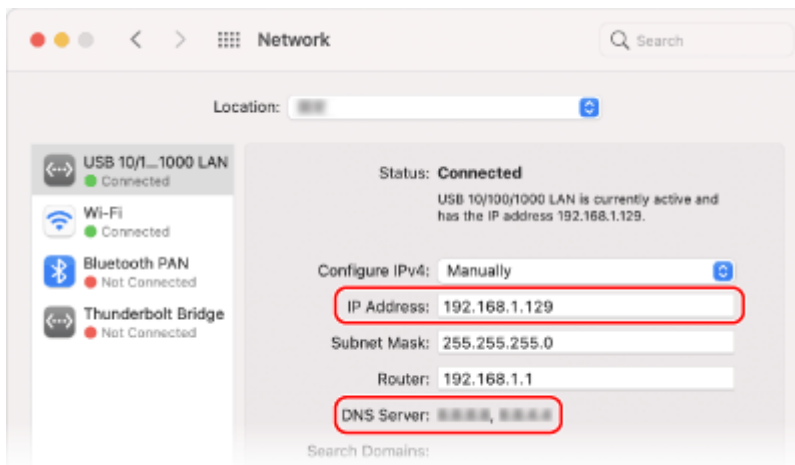 Network
Search
Location:
USB 10/1...1000 LAN
Connected
Wi-Fi
Connected
Bluetooth PAN
Not Connected
Thunderbolt Bridge
Not Connected
Status: Connected
USB 10/100/1000 LAN is currently active and
has the IP address 192.168.1.129.
Configure IPv4: Manually
IP Address: 192.168.1.129
Subnet Mask: 255.255.255.0
Router: 192.168.1.1
DNS Server:
Search Domains: